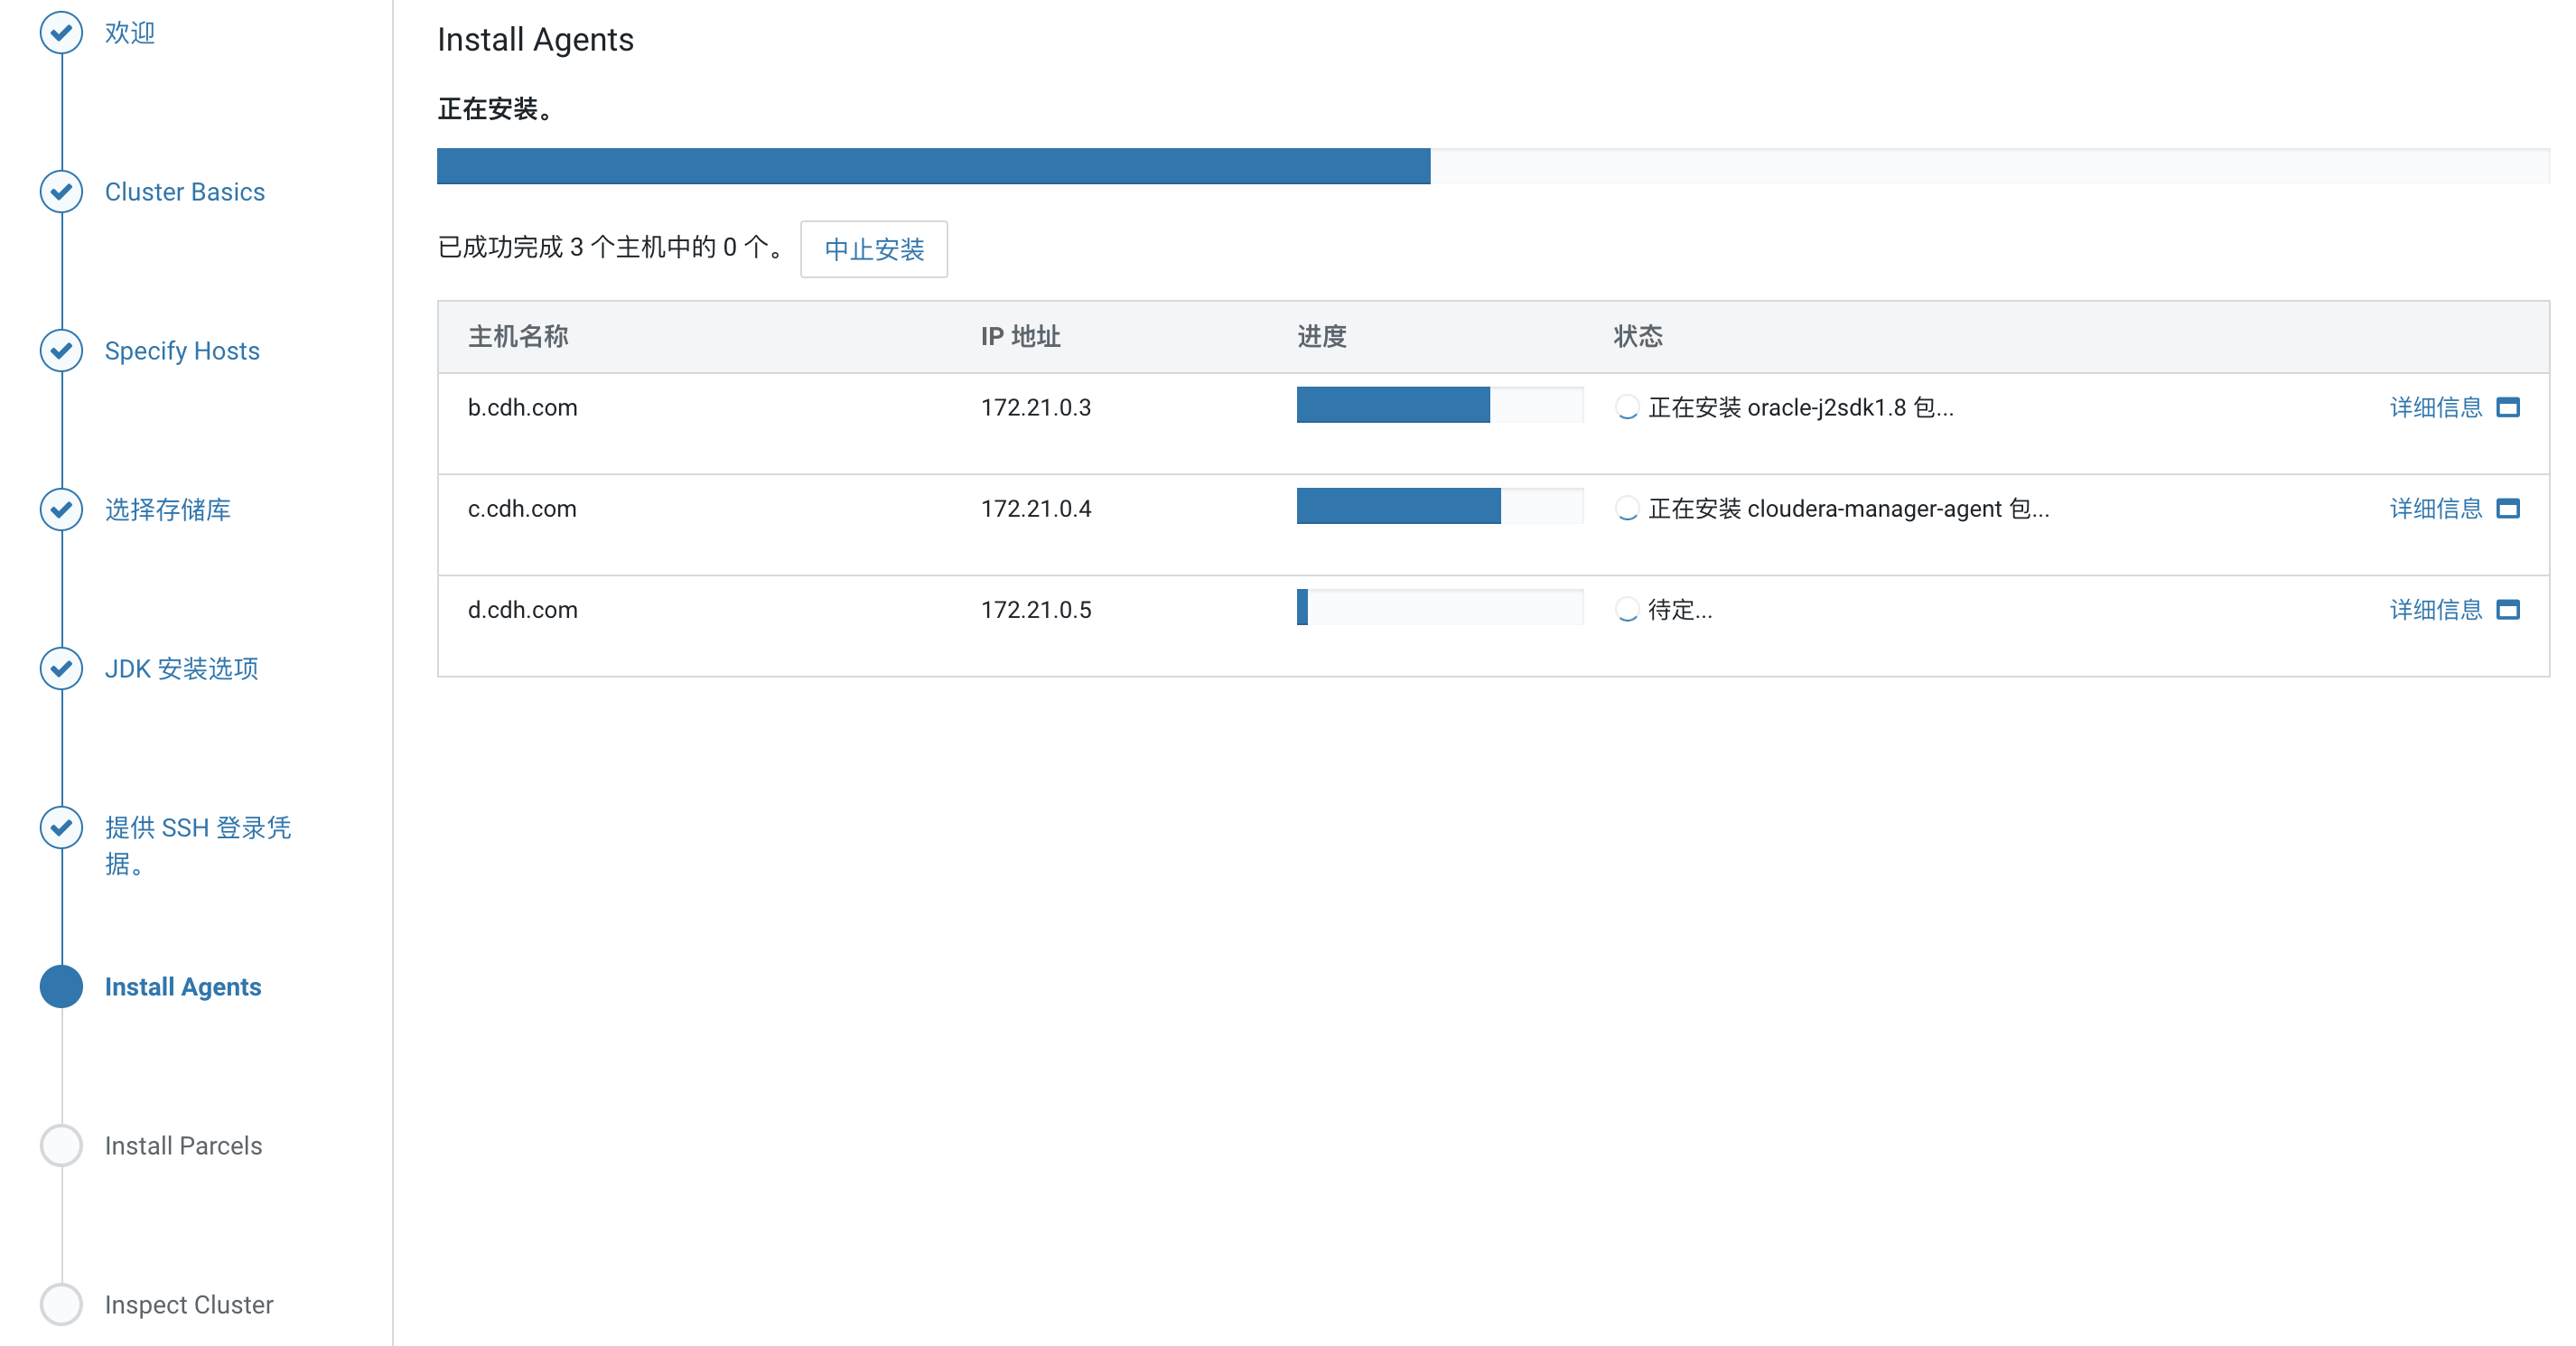 欢迎
Cluster Basics
Specify Hosts
选择存储库
JDK 安装选项
提供 SSH 登录凭
据。
Install Agents
Install Parcels
Inspect Cluster
Install Agents
正在安装。
已成功完成 3 个主机中的 0 个。 中止安装
主机名称 IP 地址 进度 状态
b.cdh.com 172.21.0.3 正在安装 oracle-j2sdk1.8 包... 详细信息
c.cdh.com 172.21.0.4 正在安装 cloudera-manager-agent 包... 详细信息
d.cdh.com 172.21.0.5 待定... 详细信息